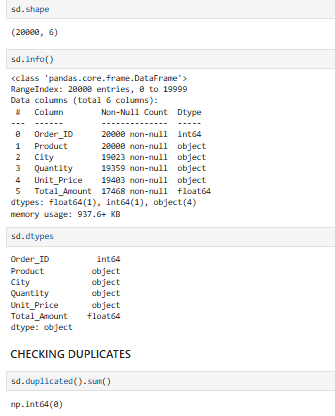 sd.shape
(20000, 6)
sd.info()
<class 'pandas.core.frame.DataFrame'>
RangeIndex: 20000 entries, 0 to 19999
Data columns (total 6 columns):
 #   Column        Non-Null Count  Dtype
---  ------        --------------  -----
 0   Order_ID      20000 non-null  int64
 1   Product       20000 non-null  object
 2   City          19023 non-null  object
 3   Quantity      19359 non-null  object
 4   Unit_Price    19403 non-null  object
 5   Total_Amount  17468 non-null  float64
dtypes: float64(1), int64(1), object(4)
memory usage: 937.6+ KB
sd.dtypes
Order_ID          int64
Product          object
City             object
Quantity         object
Unit_Price       object
Total_Amount    float64
dtype: object
CHECKING DUPLICATES
sd.duplicated().sum()
np.int64(0)